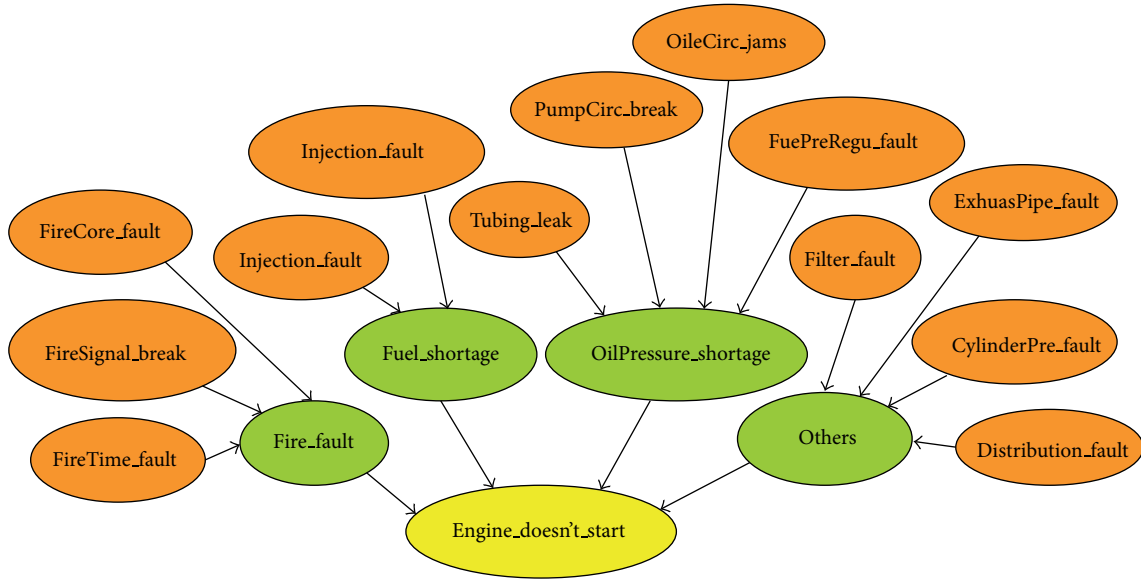 OileCirc_jams
PumpCirc_break
FuePreRegu_fault
Injection_fault
ExhuasPipe_fault
Tubing_leak
FireCore_fault
Injection_fault
Filter_fault
FireSignal_break
Fuel_shortage
OilPressure_shortage
CylinderPre_fault
Fire_fault
Others
FireTime_fault
Distribution_fault
Engine_doesn't_start